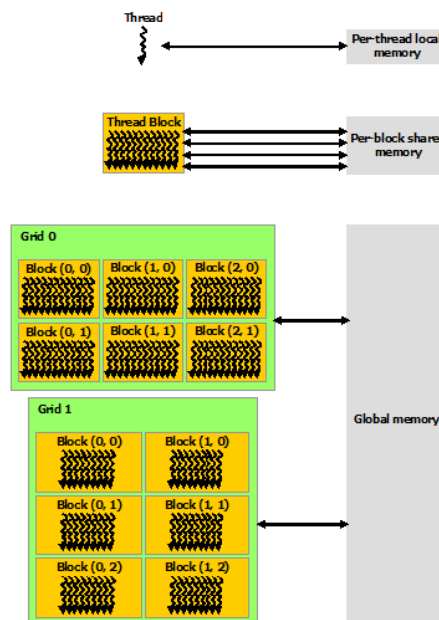 Thread
Per-thread local
memory
Thread Block
Per-block share
memory
Grid 0
Block (0, 0) Block (1, 0) Block (2, 0)
Block (0, 1) Block (1, 1) Block (2, 1)
Grid 1
Global memory
Block (0, 0) Block (1, 0)
Block (0, 1) Block (1, 1)
Block (0, 2) Block (1, 2)